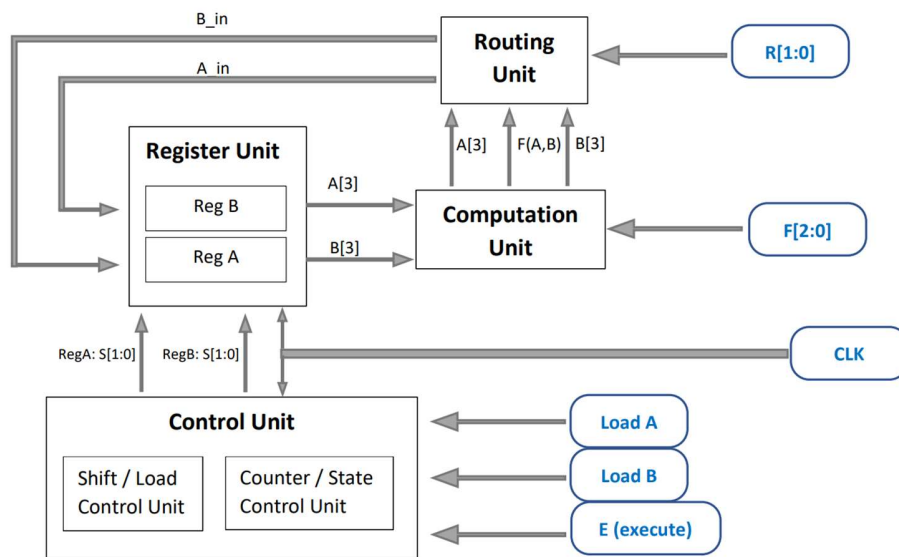 B_in
A_in
Routing
Unit
R[1:0]
A[3]
F(A,B)
B[3]
Register Unit
Reg B
Reg A
A[3]
B[3]
Computation
Unit
F[2:0]
RegA: S[1:0]
RegB: S[1:0]
CLK
Control Unit
Shift / Load
Control Unit
Counter / State
Control Unit
Load A
Load B
E (execute)